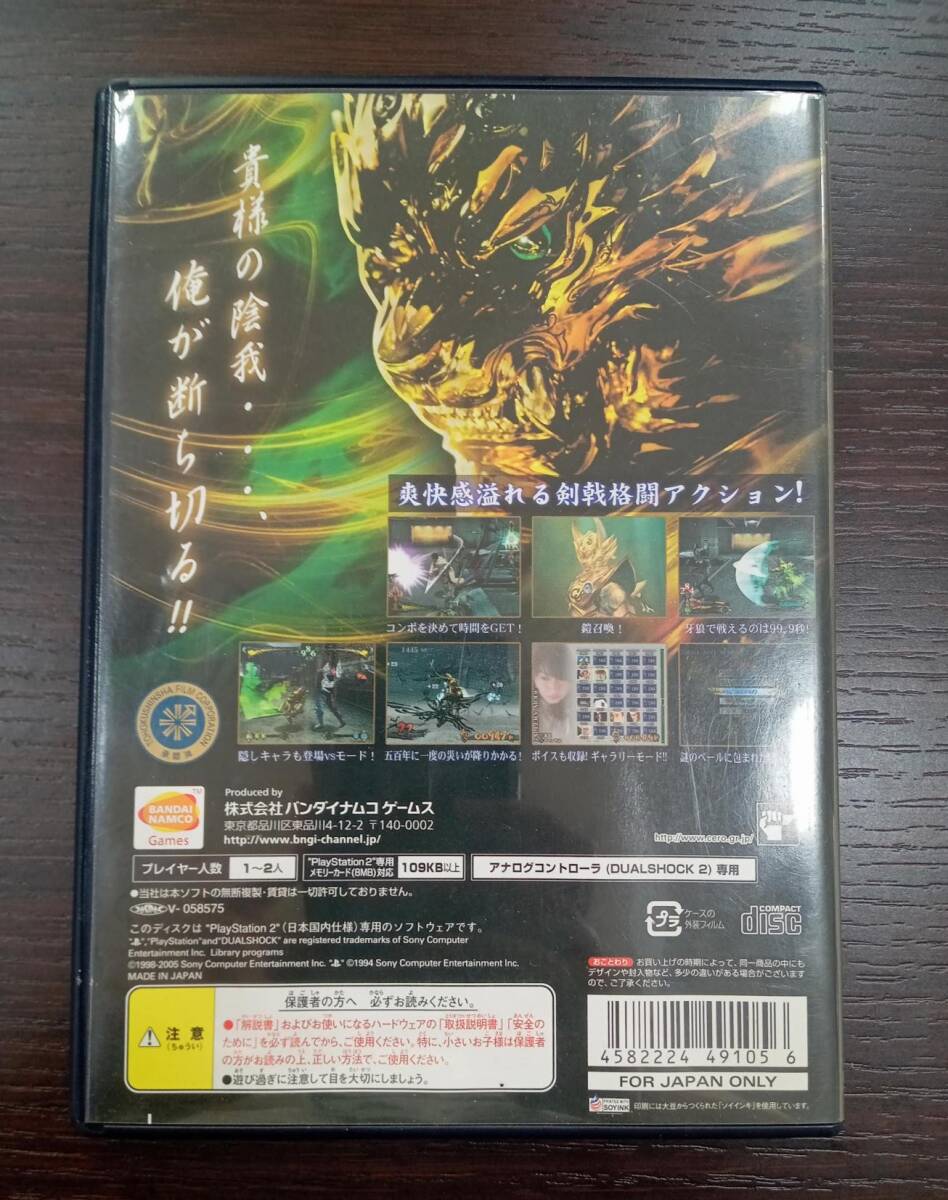 貴様の陰我・・・・、
俺が断ち切る!!
爽快感溢れる剣戟格闘アクション!
コンボを決めて時間をGET!
鎧召喚!
牙狼で戦えるのは99.9秒!
隠しキャラも登場vsモード!
五百年に一度の災いが降りかかる!
ボイスも収録!ギャラリーモード!!
謎のベールに包まれた
TOHOKUSHINSHA FILM CORPORATION
承認票
BANDAI
NAMCO
Games
TM
Produced by
株式会社 バンダイナムコ ゲームス
東京都品川区東品川4-12-2 〒140-0002
http://www.bngi-channel.jp/
http://www.cero.gr.jp/
プレイヤー人数
1〜2人
"PlayStation 2"専用
メモリーカード(8MB)対応
109KB以上
アナログコントローラ (DUALSHOCK 2) 専用
●当社は本ソフトの無断複製・賃貸は一切許可しておりません。
V- 058575
このディスクは "PlayStation 2" (日本国内仕様) 専用のソフトウェアです。
"PlayStation"and"DUALSHOCK" are registered trademarks of Sony Computer
Entertainment Inc. Library programs
©1998-2005 Sony Computer Entertainment Inc. ©1994 Sony Computer Entertainment Inc.
MADE IN JAPAN
プラ
ケースの
外装フィルム
COMPACT
disc
おことわり お買い上げの時期によって、同一商品の中にも
デザインや封入物など、多少の違いがある場合がございます
ので、ご了承ください。
注意
(ちゅうい)
保護者の方へ 必ずお読みください。
●「解説書」およびお使いになるハードウェアの「取扱説明書」「安全の
ために」を必ず読んでから、ご使用ください。特に、小さいお子様は保護者
の方がお読みの上、正しい方法で、ご使用ください。
●遊び過ぎに注意して目を大切にしましょう。
4582224 49105 6
FOR JAPAN ONLY
PRINTED WITH
SOY INK
印刷には大豆からつくられた「ソイインキ」を使用しています。